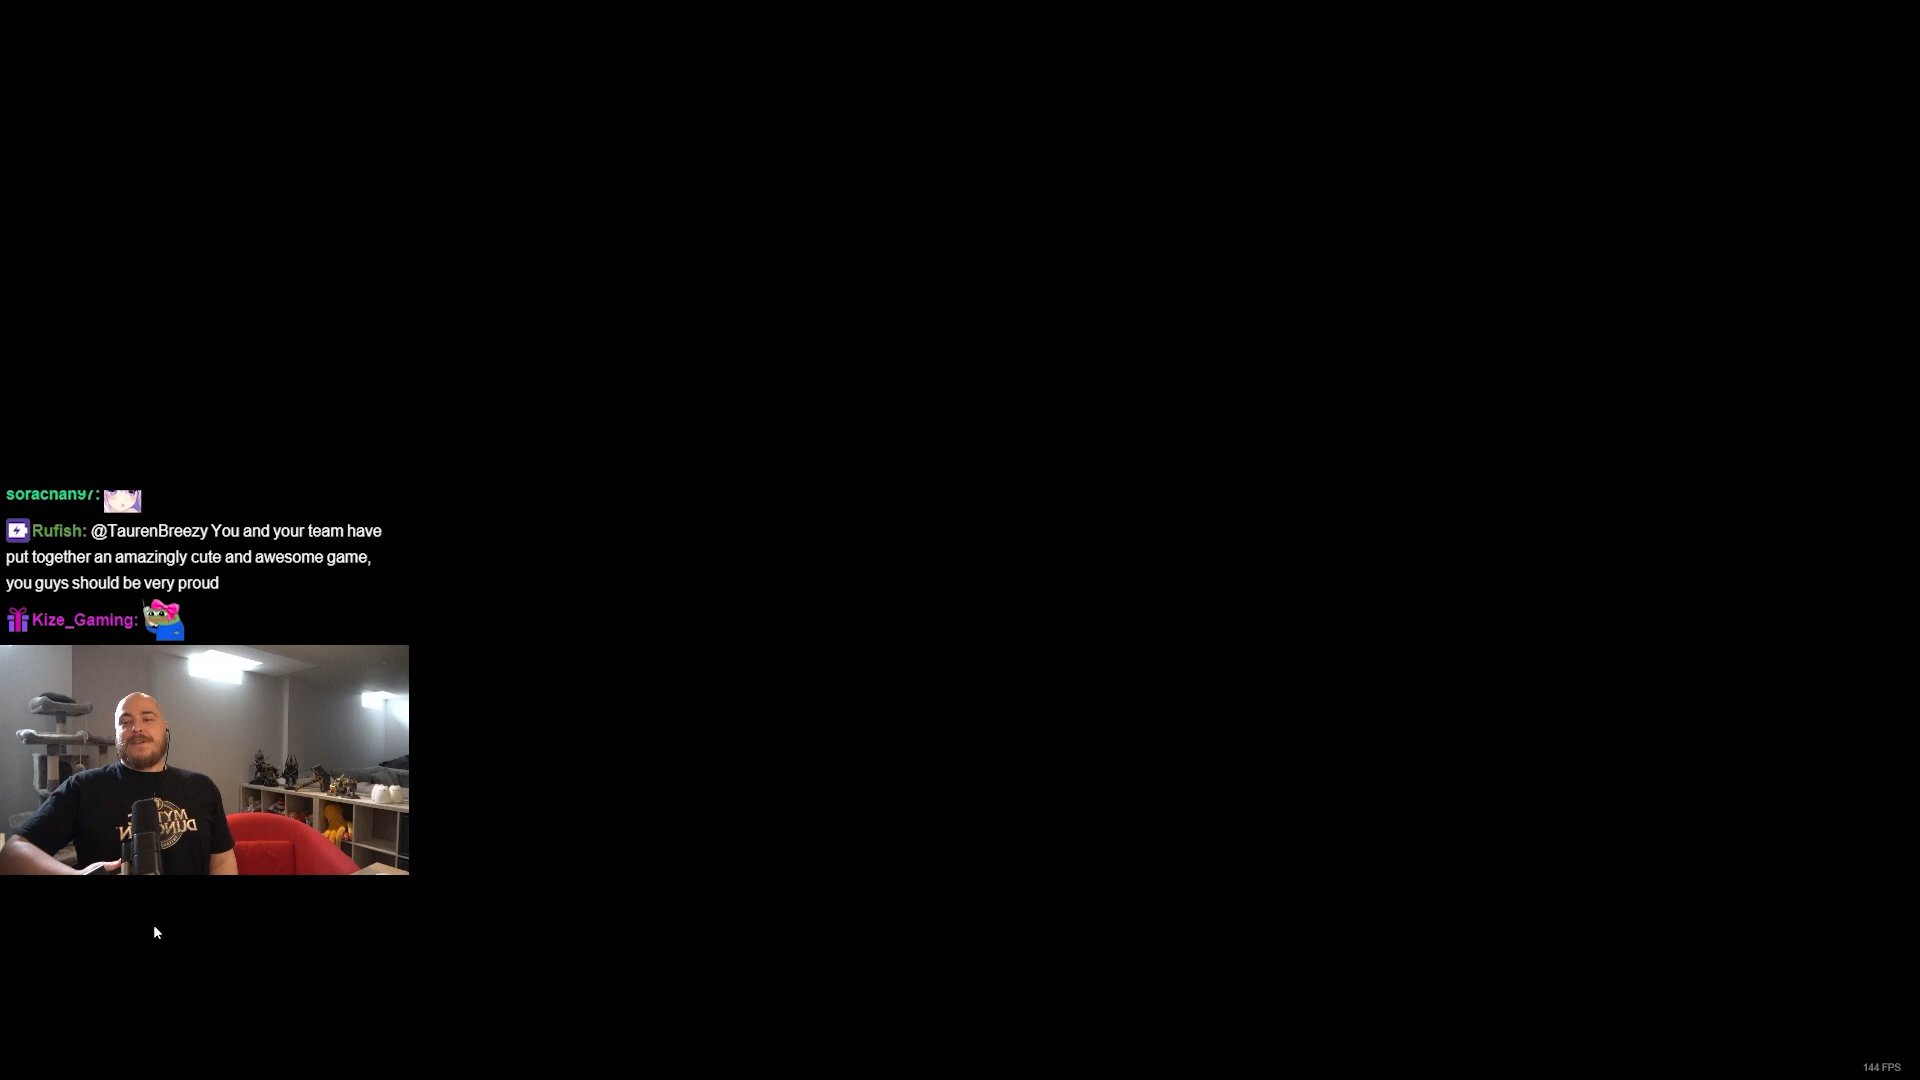 sorachan97:
Rufish: @TaurenBreezy You and your team have
put together an amazingly cute and awesome game,
you guys should be very proud
Kize_Gaming:
144 FPS